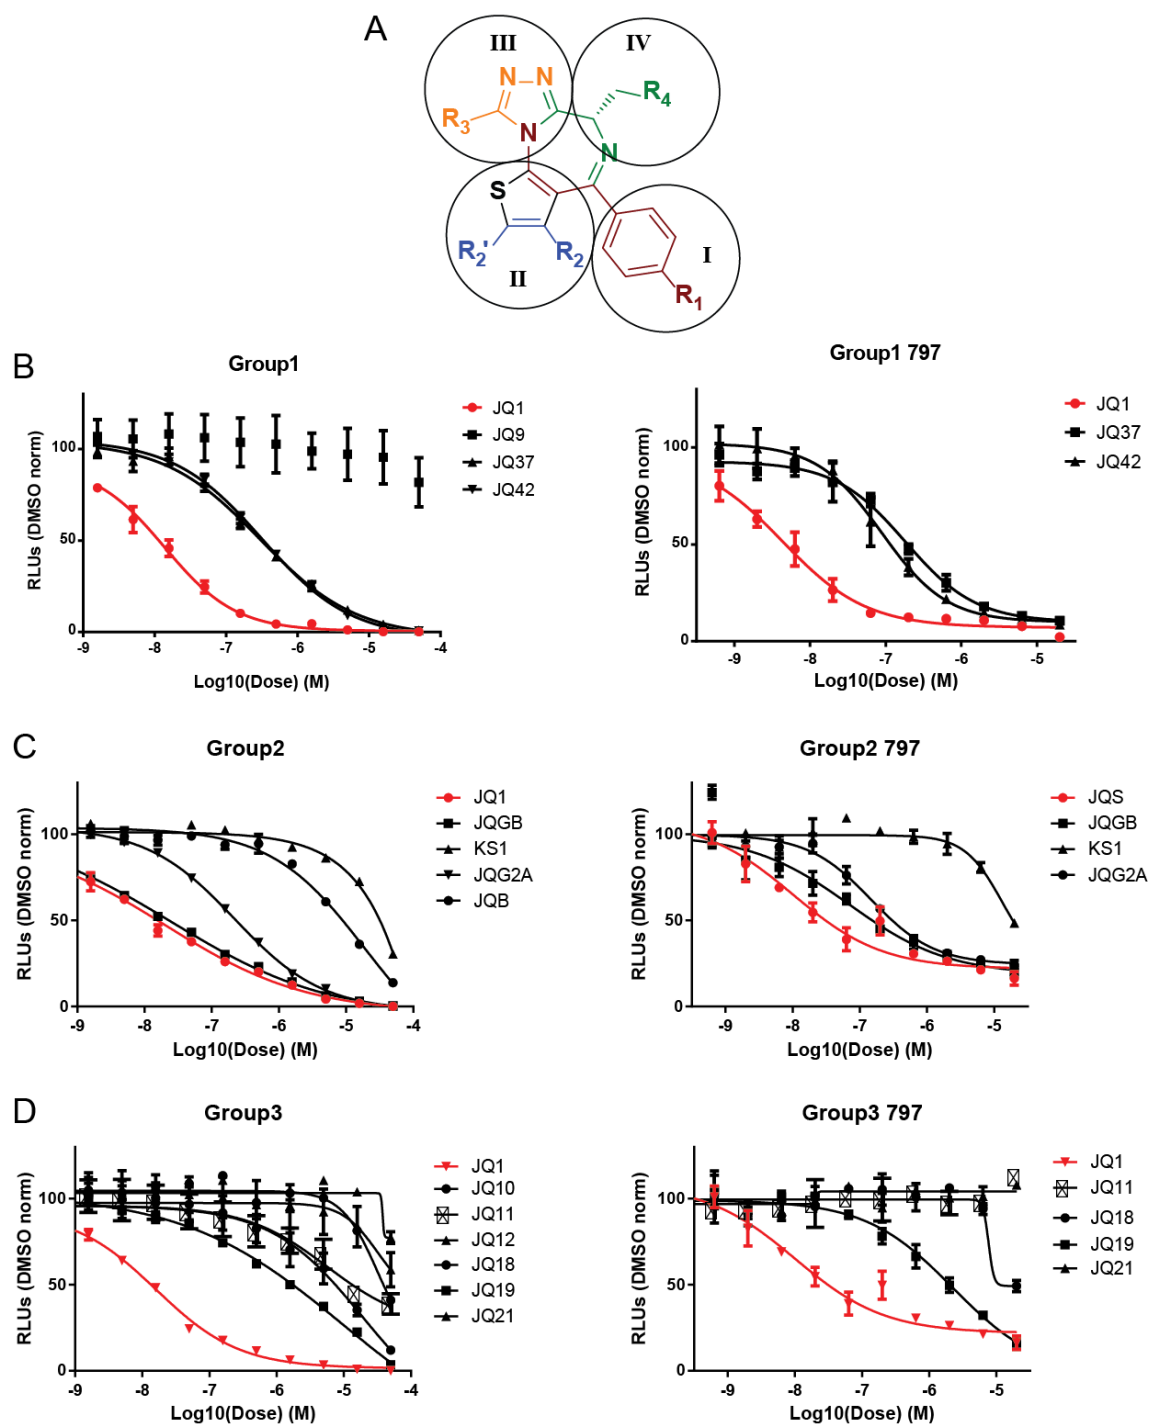 A
III
IV
N N
R4
R3
N
N
S
I
R2'
R2
II
R1
B
Group1
RLUs (DMSO norm)
100
50
0
-9 -8 -7 -6 -5 -4
Log10(Dose) (M)
JQ1
JQ9
JQ37
JQ42
Group1 797
RLUs (DMSO norm)
100
50
0
-9 -8 -7 -6 -5
Log10(Dose) (M)
JQ1
JQ37
JQ42
C
Group2
RLUs (DMSO norm)
100
50
0
-9 -8 -7 -6 -5 -4
Log10(Dose) (M)
JQ1
JQGB
KS1
JQG2A
JQB
Group2 797
RLUs (DMSO norm)
100
50
0
-9 -8 -7 -6 -5
Log10(Dose) (M)
JQS
JQGB
KS1
JQG2A
D
Group3
RLUs (DMSO norm)
100
50
0
-9 -8 -7 -6 -5 -4
Log10(Dose) (M)
JQ1
JQ10
JQ11
JQ12
JQ18
JQ19
JQ21
Group3 797
RLUs (DMSO norm)
100
50
0
-9 -8 -7 -6 -5
Log10(Dose) (M)
JQ1
JQ11
JQ18
JQ19
JQ21